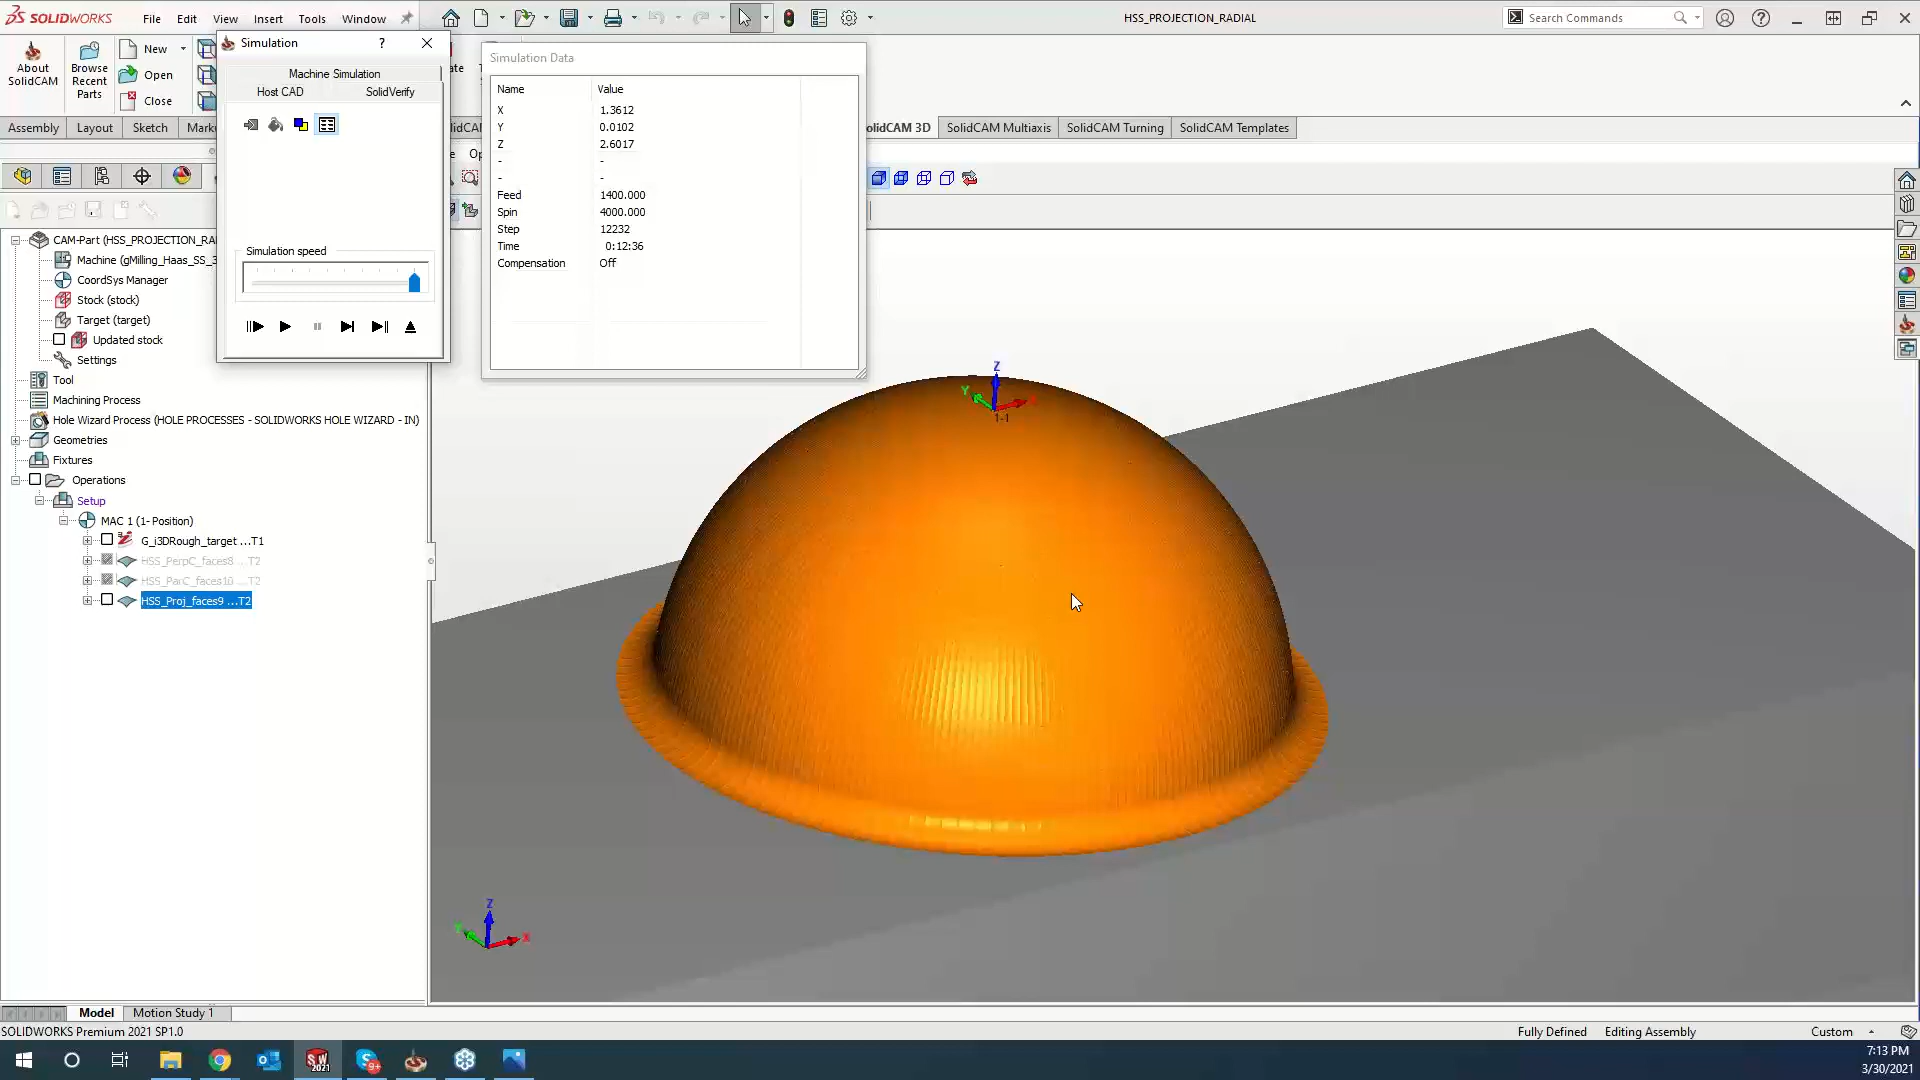 SOLIDWORKS File Edit View Insert Tools Window
HSS_PROJECTION_RADIAL
Search Commands
About
SolidCAM
Browse
Recent
Parts
New
Open
Close
Assembly Layout Sketch
SolidCAM Multiaxis SolidCAM Turning SolidCAM Templates
Simulation ?
Machine Simulation
Host CAD SolidVerify
Simulation speed
Simulation Data
Name Value
X 1.3612
Y 0.0102
Z 2.6017
- -
- -
Feed 1400.000
Spin 4000.000
Step 12232
Time 0:12:36
Compensation Off
CAM-Part (HSS_PROJECTION_RA
Machine (gMilling_Haas_SS_3
CoordSys Manager
Stock (stock)
Target (target)
Updated stock
Settings
Tool
Machining Process
Hole Wizard Process (HOLE PROCESSES - SOLIDWORKS HOLE WIZARD - IN)
Geometries
Fixtures
Operations
Setup
MAC 1 (1- Position)
G_i3DRough_target ...T1
HSS_PerpC_faces8 ...T2
HSS_ParC_faces10 ...T2
HSS_Proj_faces9 ...T2
Z
Y
1-1
Z
Y X
Model Motion Study 1
SOLIDWORKS Premium 2021 SP1.0
Fully Defined Editing Assembly Custom
7:13 PM
3/30/2021